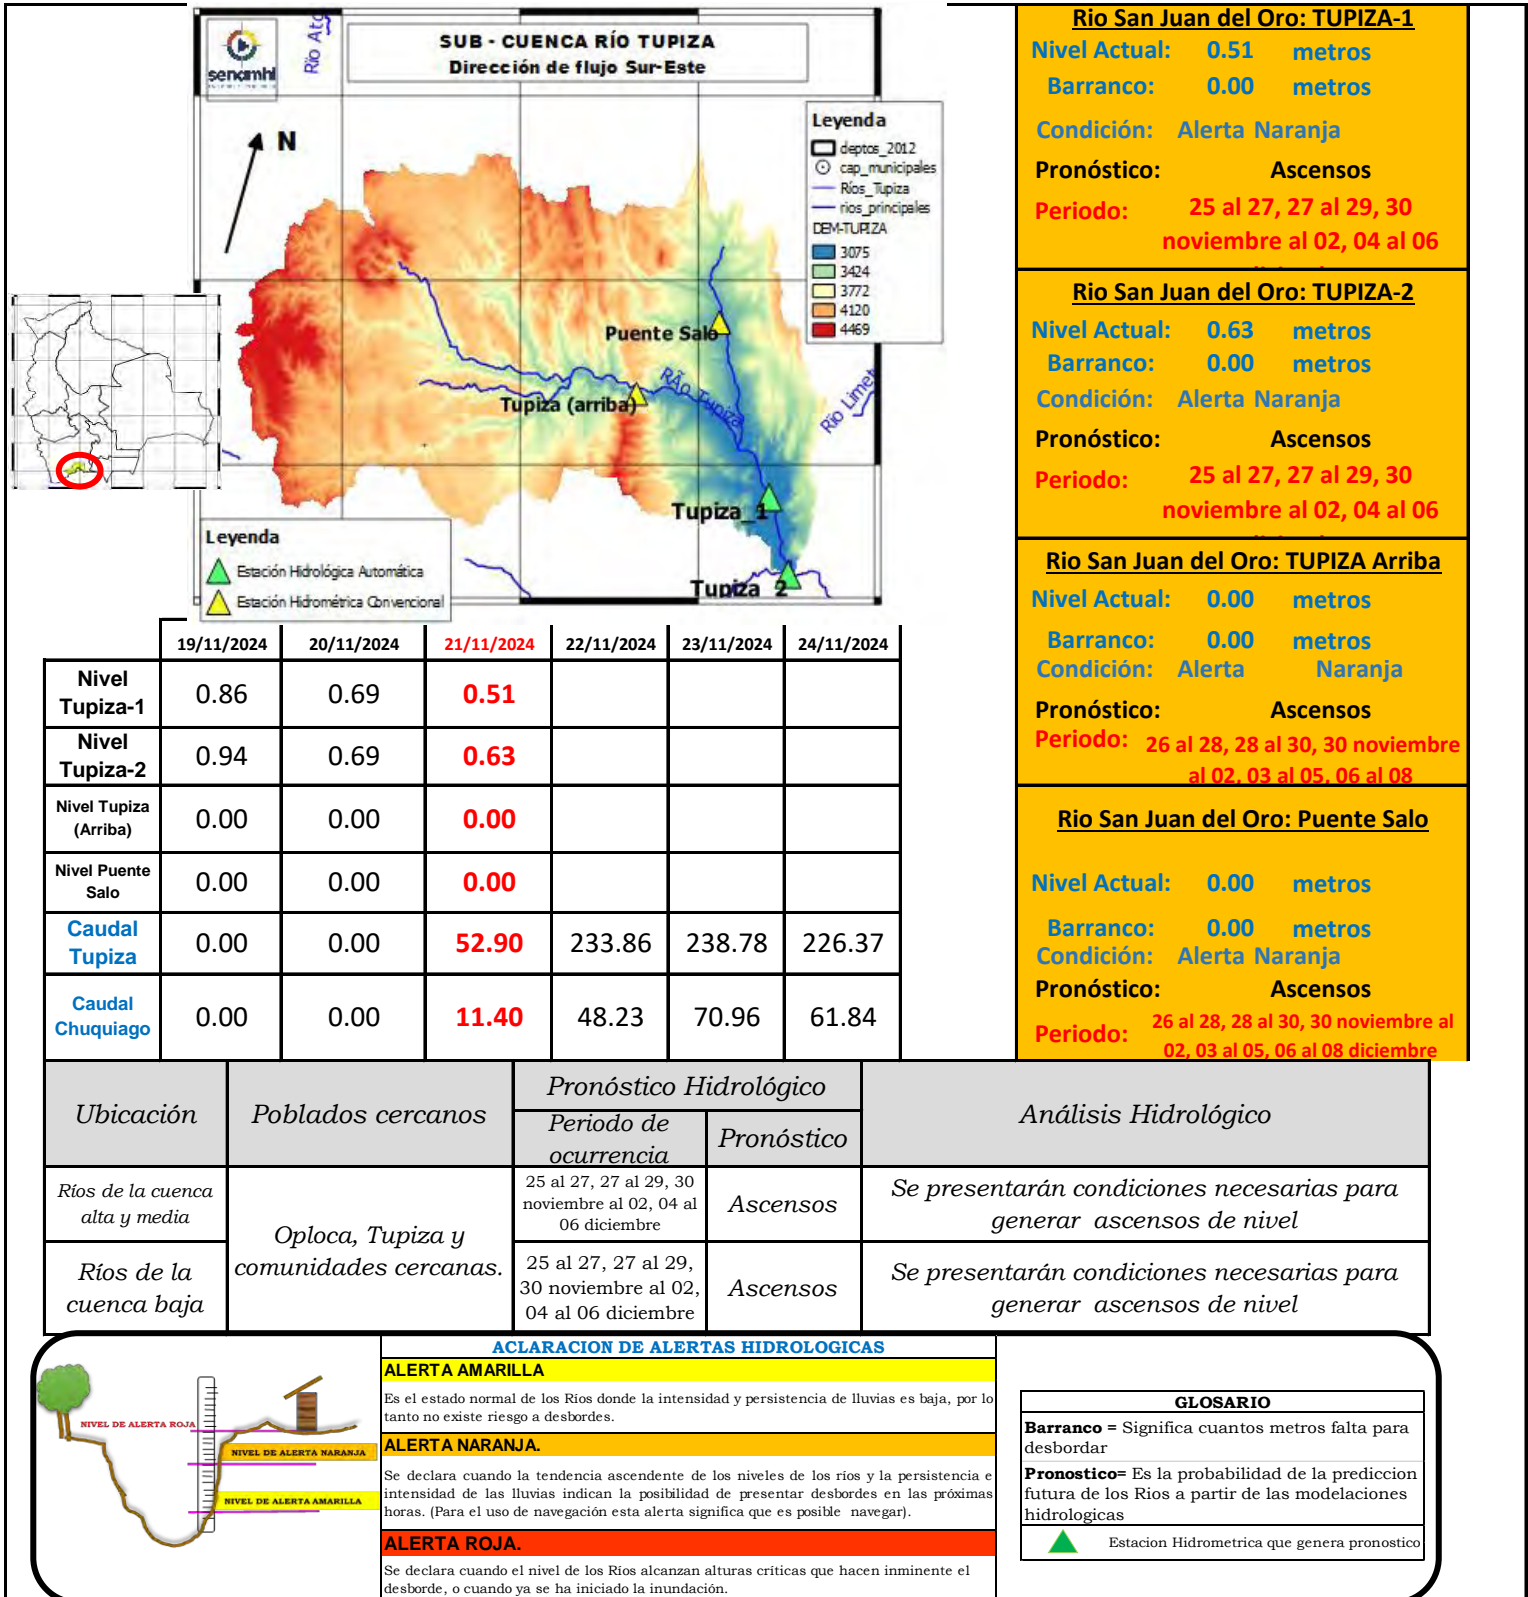 senamhi
SUB - CUENCA RÍO TUPIZA
Dirección de flujo Sur-Este
N
Leyenda
deptos_2012
cap_municipales
Ríos_Tupiza
rios_principales
DEM-TUPIZA
3075
3424
3772
4120
4469
Puente Salo
Tupiza (arriba)
RÃo Tupiza
Tupiza_1
Tupiza_2
Leyenda
Estación Hidrológica Automática
Estación Hidrométrica Convencional
Rio San Juan del Oro: TUPIZA-1
Nivel Actual: 0.51 metros
Barranco: 0.00 metros
Condición: Alerta Naranja
Pronóstico: Ascensos
Periodo: 25 al 27, 27 al 29, 30
noviembre al 02, 04 al 06
Rio San Juan del Oro: TUPIZA-2
Nivel Actual: 0.63 metros
Barranco: 0.00 metros
Condición: Alerta Naranja
Pronóstico: Ascensos
Periodo: 25 al 27, 27 al 29, 30
noviembre al 02, 04 al 06
Rio San Juan del Oro: TUPIZA Arriba
Nivel Actual: 0.00 metros
Barranco: 0.00 metros
Condición: Alerta Naranja
Pronóstico: Ascensos
Periodo: 26 al 28, 28 al 30, 30 noviembre
al 02, 03 al 05, 06 al 08
Rio San Juan del Oro: Puente Salo
Nivel Actual: 0.00 metros
Barranco: 0.00 metros
Condición: Alerta Naranja
Pronóstico: Ascensos
Periodo: 26 al 28, 28 al 30, 30 noviembre al
02, 03 al 05, 06 al 08 diciembre
19/11/2024 20/11/2024 21/11/2024 22/11/2024 23/11/2024 24/11/2024
Nivel
Tupiza-1 0.86 0.69 0.51
Nivel
Tupiza-2 0.94 0.69 0.63
Nivel Tupiza
(Arriba) 0.00 0.00 0.00
Nivel Puente
Salo 0.00 0.00 0.00
Caudal
Tupiza 0.00 0.00 52.90 233.86 238.78 226.37
Caudal
Chuquiago 0.00 0.00 11.40 48.23 70.96 61.84
Ubicación Poblados cercanos Pronóstico Hidrológico Análisis Hidrológico
Periodo de
ocurrencia
Pronóstico
Ríos de la cuenca
alta y media
Oploca, Tupiza y
comunidades cercanas.
25 al 27, 27 al 29, 30
noviembre al 02, 04 al
06 diciembre
Ascensos
Se presentarán condiciones necesarias para
generar ascensos de nivel
Ríos de la
cuenca baja
25 al 27, 27 al 29,
30 noviembre al 02,
04 al 06 diciembre
Ascensos
Se presentarán condiciones necesarias para
generar ascensos de nivel
NIVEL DE ALERTA ROJA
NIVEL DE ALERTA NARANJA
NIVEL DE ALERTA AMARILLA
ACLARACION DE ALERTAS HIDROLOGICAS
ALERTA AMARILLA
Es el estado normal de los Ríos donde la intensidad y persistencia de lluvias es baja, por lo
tanto no existe riesgo a desbordes.
ALERTA NARANJA.
Se declara cuando la tendencia ascendente de los niveles de los ríos y la persistencia e
intensidad de las lluvias indican la posibilidad de presentar desbordes en las próximas
horas. (Para el uso de navegación esta alerta significa que es posible navegar).
ALERTA ROJA.
Se declara cuando el nivel de los Ríos alcanzan alturas críticas que hacen inminente el
desborde, o cuando ya se ha iniciado la inundación.
GLOSARIO
Barranco = Significa cuantos metros falta para
desbordar
Pronostico= Es la probabilidad de la prediccion
futura de los Rios a partir de las modelaciones
hidrologicas
Estacion Hidrometrica que genera pronostico